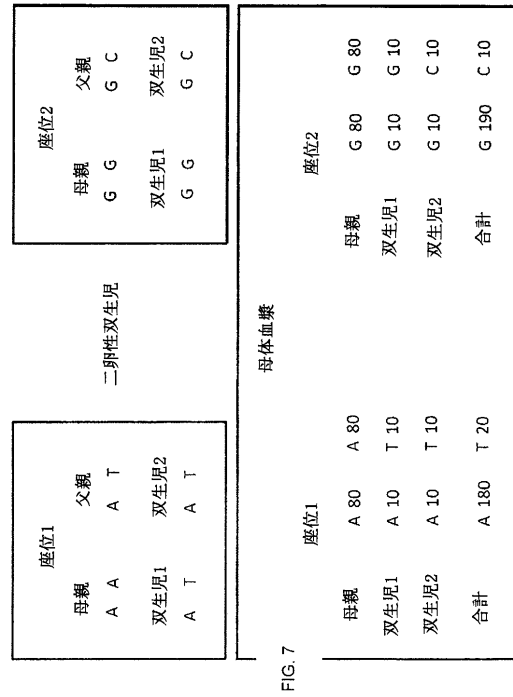 座位1
母親 父親
A A A T
双生児1 双生児2
A T A T
二卵性双生児
座位2
母親 父親
G G G C
双生児1 双生児2
G G G C
母体血漿
座位1 座位2
母親 A 80 A 80 母親 G 80 G 80
双生児1 A 10 T 10 双生児1 G 10 G 10
双生児2 A 10 T 10 双生児2 G 10 C 10
合計 A 180 T 20 合計 G 190 C 10
FIG. 7